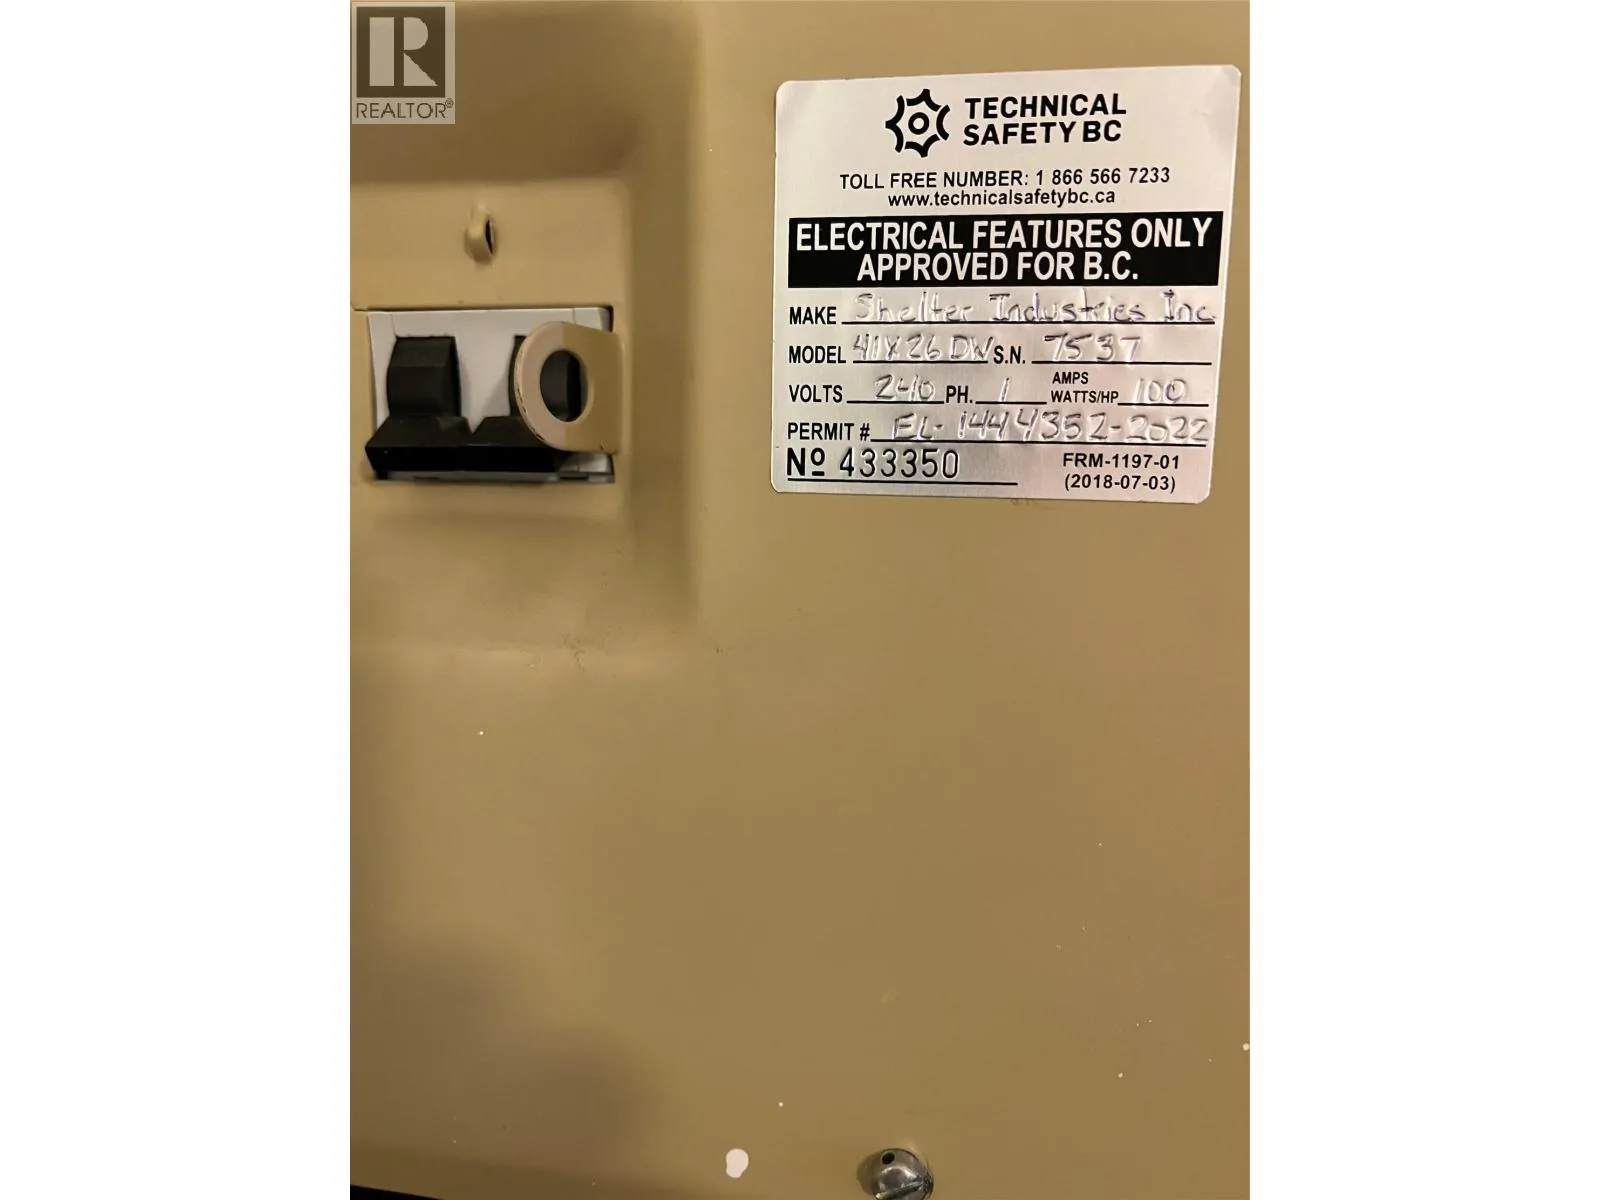 REALTOR®
TECHNICAL
SAFETY BC
TOLL FREE NUMBER: 1 866 566 7233
www.technicalsafetybc.ca
ELECTRICAL FEATURES ONLY
APPROVED FOR B.C.
MAKE Shelter Industries Inc
MODEL 41X26 DW S.N. 7537
VOLTS 240 PH. 1 AMPS WATTS/HP 100
PERMIT # EL-1444352-2022
Nº 433350 FRM-1197-01
(2018-07-03)